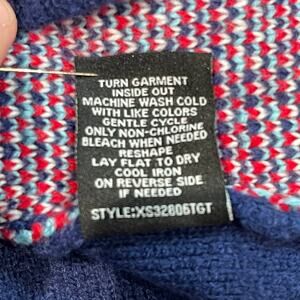 TURN GARMENT
INSIDE OUT
MACHINE WASH COLD
WITH LIKE COLORS
GENTLE CYCLE
ONLY NON-CHLORINE
BLEACH WHEN NEEDED
RESHAPE
LAY FLAT TO DRY
COOL IRON
ON REVERSE SIDE
IF NEEDED
STYLE:XS32805TGT